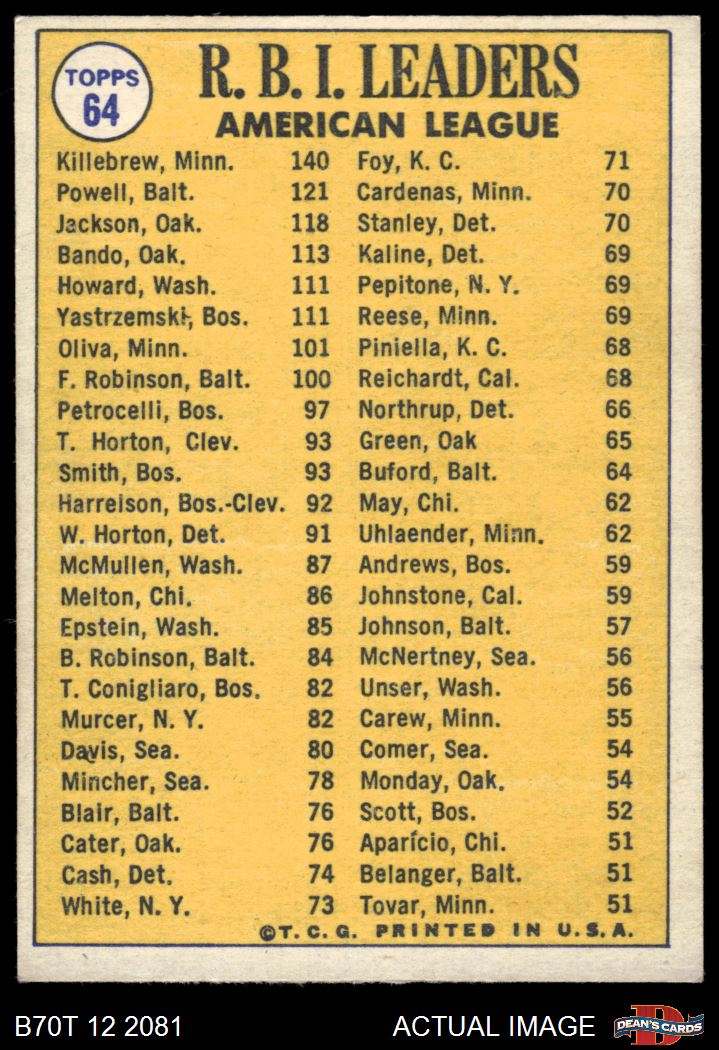 TOPPS
64
R. B. I. LEADERS
AMERICAN LEAGUE
Killebrew, Minn. 140
Powell, Balt. 121
Jackson, Oak. 118
Bando, Oak. 113
Howard, Wash. 111
Yastrzemski, Bos. 111
Oliva, Minn. 101
F. Robinson, Balt. 100
Petrocelli, Bos. 97
T. Horton, Clev. 93
Smith, Bos. 93
Harrelson, Bos.-Clev. 92
W. Horton, Det. 91
McMullen, Wash. 87
Melton, Chi. 86
Epstein, Wash. 85
B. Robinson, Balt. 84
T. Conigliaro, Bos. 82
Murcer, N. Y. 82
Davis, Sea. 80
Mincher, Sea. 78
Blair, Balt. 76
Cater, Oak. 76
Cash, Det. 74
White, N. Y. 73
Foy, K. C. 71
Cardenas, Minn. 70
Stanley, Det. 70
Kaline, Det. 69
Pepitone, N. Y. 69
Reese, Minn. 69
Piniella, K. C. 68
Reichardt, Cal. 68
Northrup, Det. 66
Green, Oak 65
Buford, Balt. 64
May, Chi. 62
Uhlaender, Minn. 62
Andrews, Bos. 59
Johnstone, Cal. 59
Johnson, Balt. 57
McNertney, Sea. 56
Unser, Wash. 56
Carew, Minn. 55
Comer, Sea. 54
Monday, Oak. 54
Scott, Bos. 52
Aparício, Chi. 51
Belanger, Balt. 51
Tovar, Minn. 51
©T. C. G. PRINTED IN U.S.A.
B70T 12 2081 ACTUAL IMAGE
D
DEAN'S CARDS